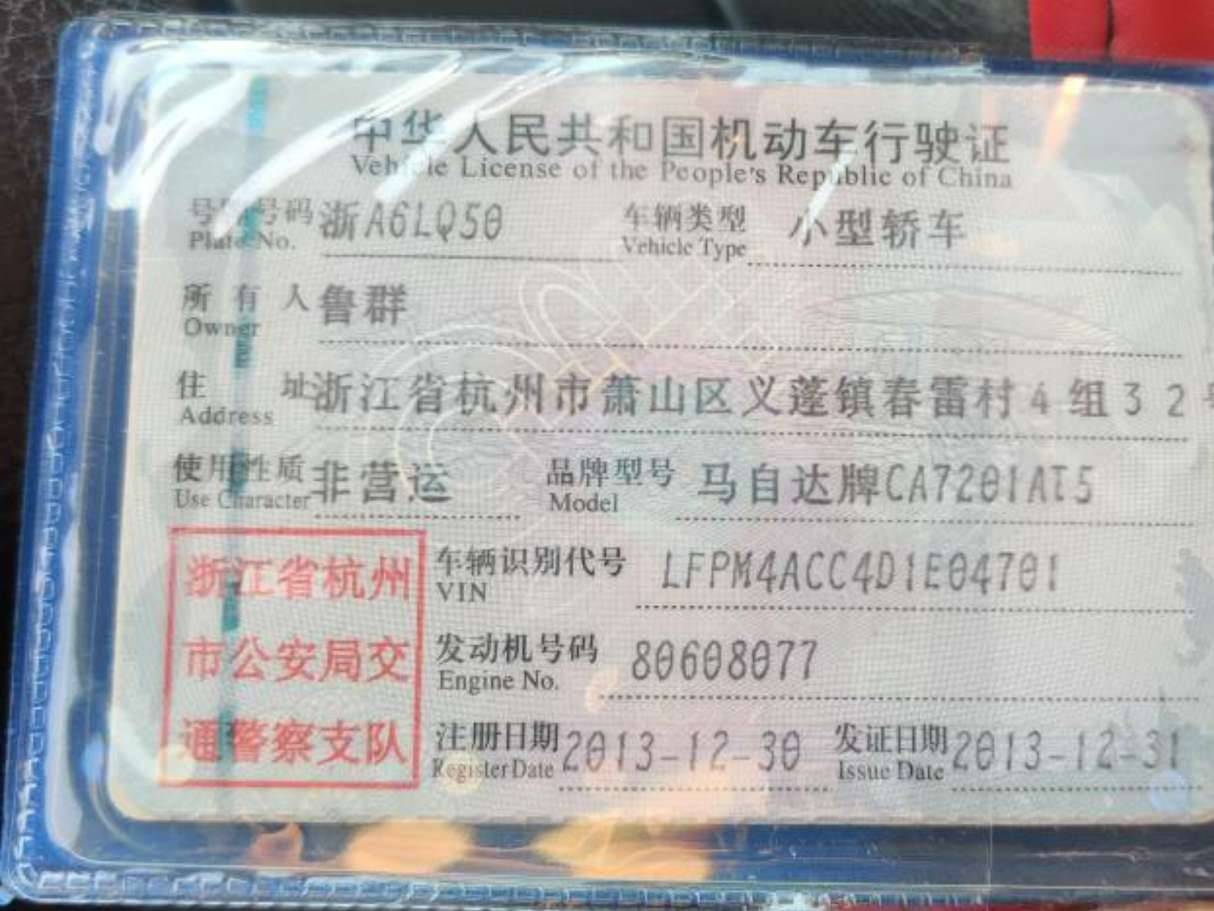 中华人民共和国机动车行驶证
Vehicle License of the People's Republic of China
号牌号码 浙A6LQ50 车辆类型 小型轿车
Plate No. Vehicle Type
所有人 鲁群
Owner
住址 浙江省杭州市萧山区义蓬镇春雷村4组32号
Address
使用性质 非营运 品牌型号 马自达牌CA7201AT5
Use Character Model
浙江省杭州 车辆识别代号 LFPM4ACC4D1E04701
VIN
市公安局交 发动机号码 80608077
Engine No.
通警察支队 注册日期 2013-12-30 发证日期 2013-12-31
Register Date Issue Date